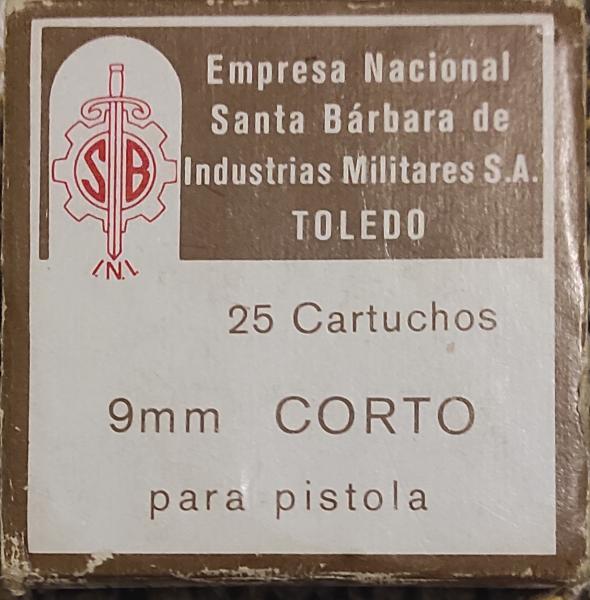 Empresa Nacional
Santa Bárbara de
Industrias Militares S.A.
TOLEDO
SB
I.N.I.
25 Cartuchos
9mm CORTO
para pistola